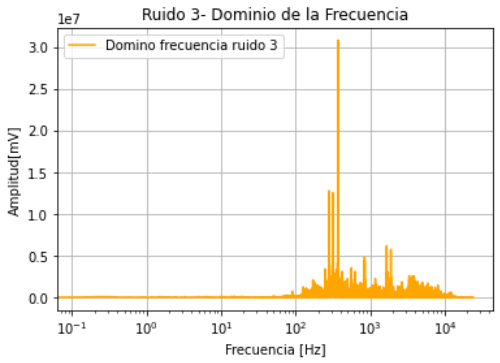 Ruido 3- Dominio de la Frecuencia
1e7
Domino frecuencia ruido 3
3.0
2.5
2.0
1.5
1.0
0.5
0.0
Amplitud[mV]
10⁻¹ 10⁰ 10¹ 10² 10³ 10⁴
Frecuencia [Hz]